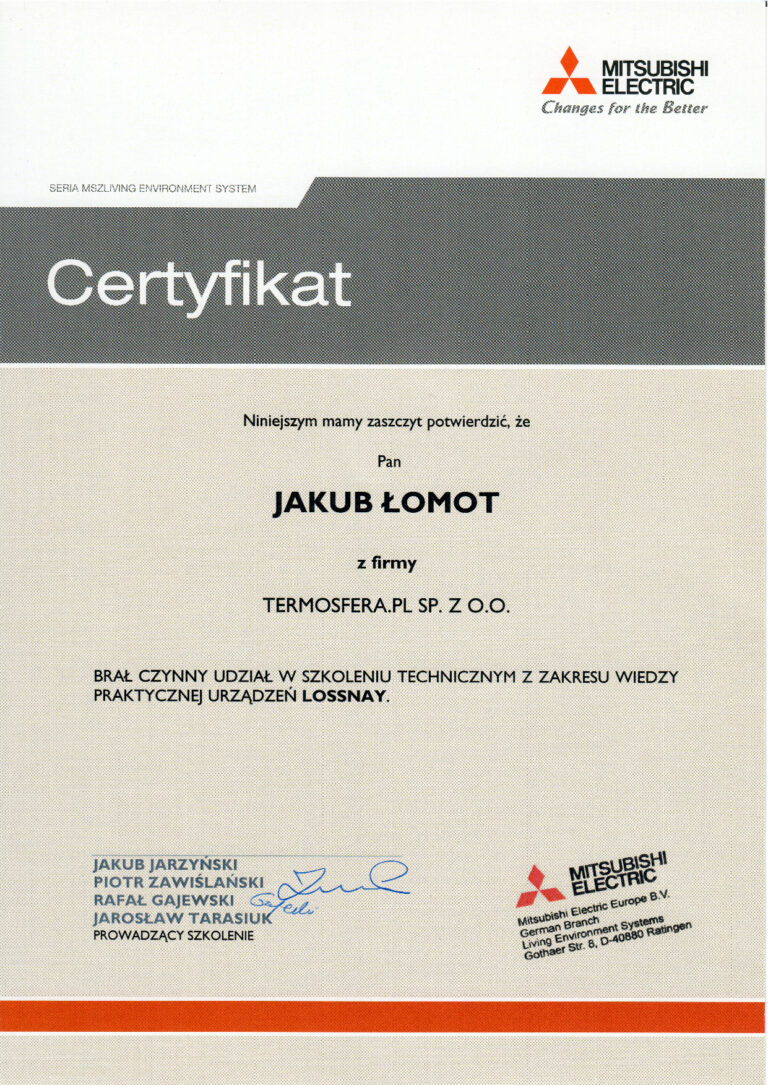 MITSUBISHI
ELECTRIC
Changes for the Better
SERIA MSZLIVING ENVIRONMENT SYSTEM
Certyfikat
Niniejszym mamy zaszczyt potwierdzić, że
Pan
JAKUB ŁOMOT
z firmy
TERMOSFERA.PL SP. Z O.O.
BRAŁ CZYNNY UDZIAŁ W SZKOLENIU TECHNICZNYM Z ZAKRESU WIEDZY
PRAKTYCZNEJ URZĄDZEŃ LOSSNAY.
JAKUB JARZYŃSKI
PIOTR ZAWIŚLAŃSKI
RAFAŁ GAJEWSKI
JAROSŁAW TARASIUK
PROWADZĄCY SZKOLENIE
MITSUBISHI
ELECTRIC
Mitsubishi Electric Europe B.V.
German Branch
Living Environment Systems
Gothaer Str. 8, D-40880 Ratingen